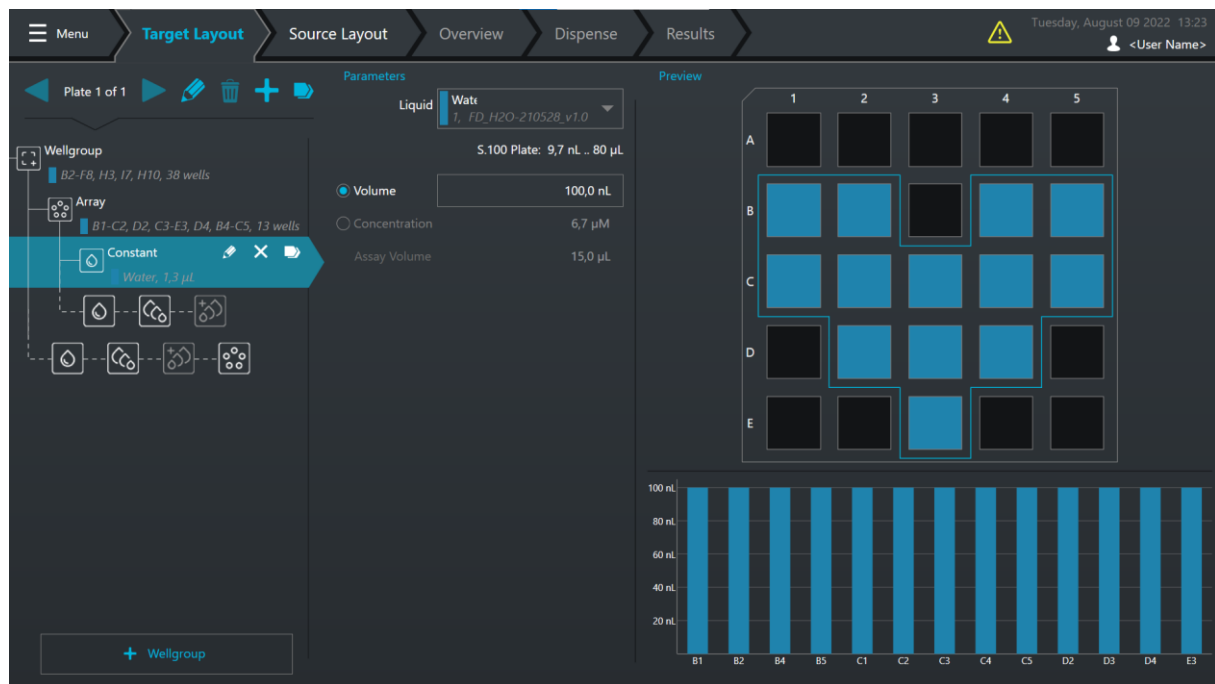 Menu
Target Layout
Source Layout
Overview
Dispense
Results
Tuesday, August 09 2022 13:23
<User Name>
Plate 1 of 1
Wellgroup
B2-F8, H3, I7, H10, 38 wells
Array
B1-C2, D2, C3-E3, D4, B4-C5, 13 wells
Constant
Water, 1,3 µL
+ Wellgroup
Parameters
Liquid
Wate
1, FD_H2O-210528_v1.0
S.100 Plate: 9,7 nL .. 80 µL
Volume 100,0 nL
Concentration 6,7 µM
Assay Volume 15,0 µL
Preview
1 2 3 4 5
A
B
C
D
E
100 nL
80 nL
60 nL
40 nL
20 nL
B1 B2 B4 B5 C1 C2 C3 C4 C5 D2 D3 D4 E3